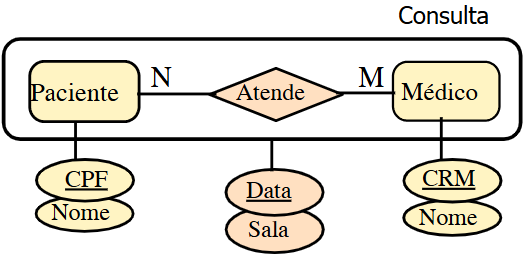 Consulta
Paciente N Atende M Médico
CPF
Nome
Data
Sala
CRM
Nome